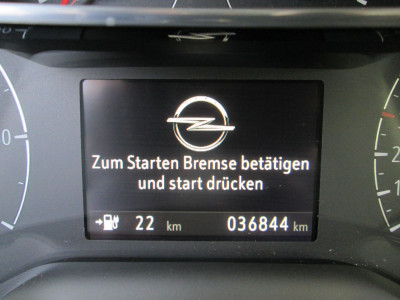 Zum Starten Bremse betätigen
und start drücken
22 km 036844 km